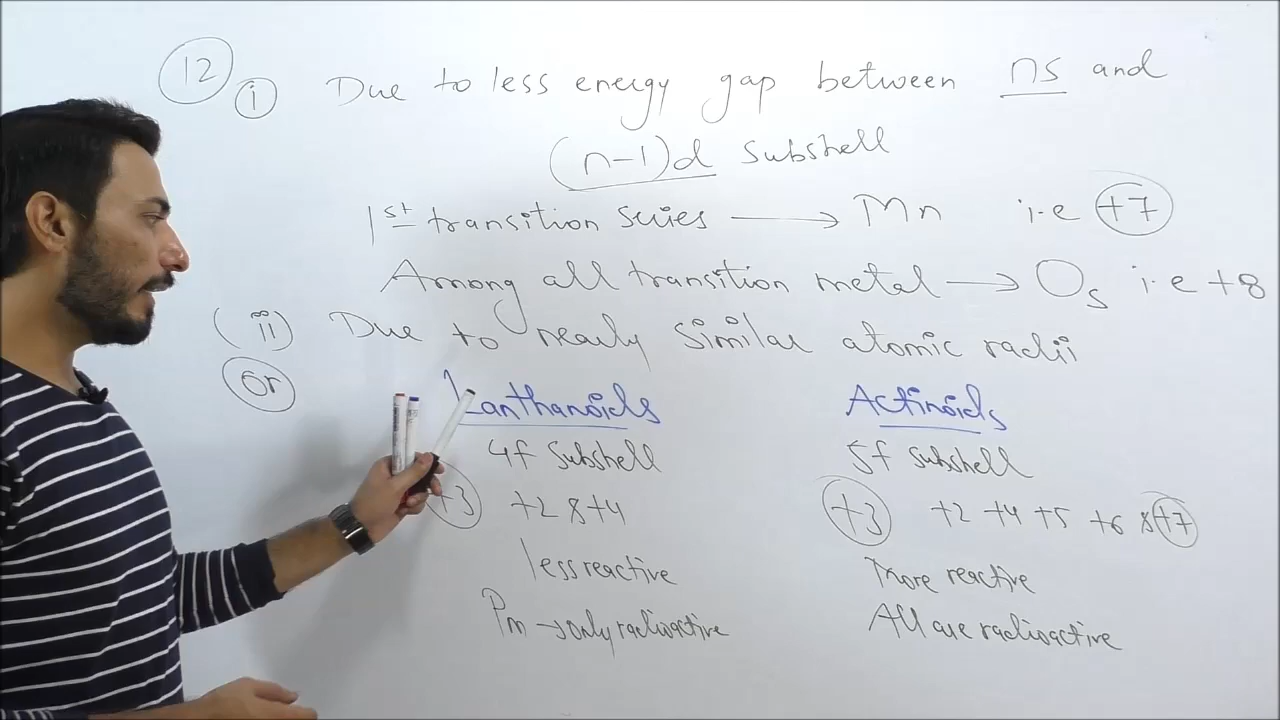 12 i Due to less energy gap between ns and
(n-1)d subshell
1st transition series → Mn i.e +7
Among all transition metal → Os i.e +8
(ii) Due to nearly similar atomic radii
or Lanthanoids Actinoids
4f subshell 5f subshell
+3 +2 & +4 +3 +2 +4 +5 +6 & +7
less reactive More reactive
Pm → only radioactive All are radioactive